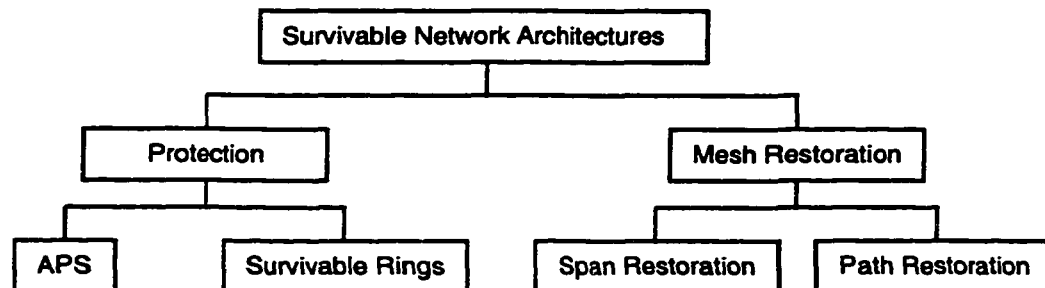 Survivable Network Architectures
Protection
Mesh Restoration
APS
Survivable Rings
Span Restoration
Path Restoration